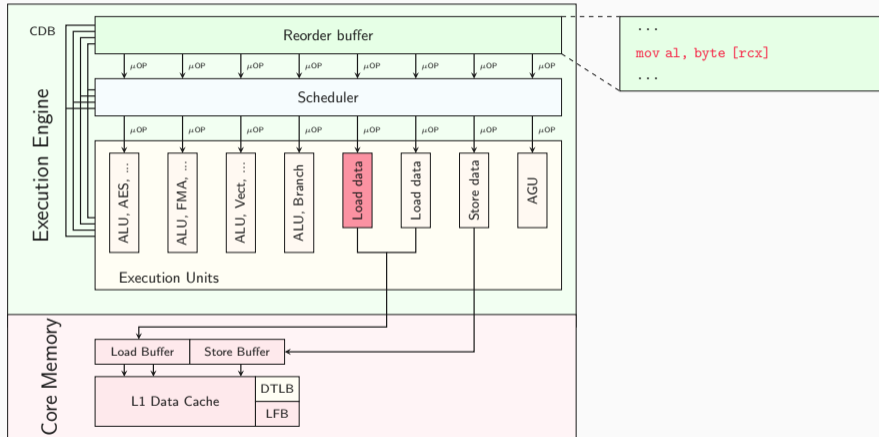 CDB
Reorder buffer
...
mov al, byte [rcx]
...
μOP μOP μOP μOP μOP μOP μOP μOP
Scheduler
μOP μOP μOP μOP μOP μOP μOP μOP
Execution Engine
ALU, AES, ...
ALU, FMA, ...
ALU, Vect, ...
ALU, Branch
Load data
Load data
Store data
AGU
Execution Units
Core Memory
Load Buffer
Store Buffer
L1 Data Cache
DTLB
LFB